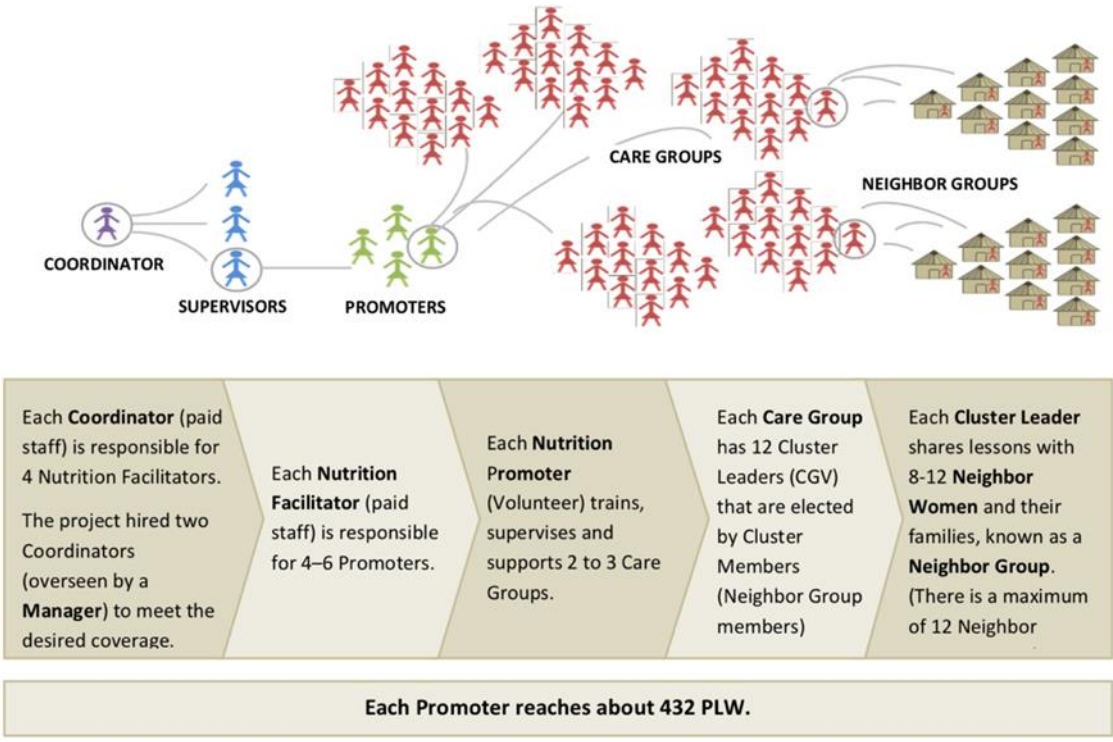 CARE GROUPS
NEIGHBOR GROUPS
COORDINATOR
SUPERVISORS
PROMOTERS
Each Coordinator (paid
staff) is responsible for
4 Nutrition Facilitators.
The project hired two
Coordinators
(overseen by a
Manager) to meet the
desired coverage.
Each Nutrition
Facilitator (paid
staff) is responsible
for 4–6 Promoters.
Each Nutrition
Promoter
(Volunteer) trains,
supervises and
supports 2 to 3 Care
Groups.
Each Care Group
has 12 Cluster
Leaders (CGV)
that are elected
by Cluster
Members
(Neighbor Group
members)
Each Cluster Leader
shares lessons with
8-12 Neighbor
Women and their
families, known as a
Neighbor Group.
(There is a maximum
of 12 Neighbor
Each Promoter reaches about 432 PLW.